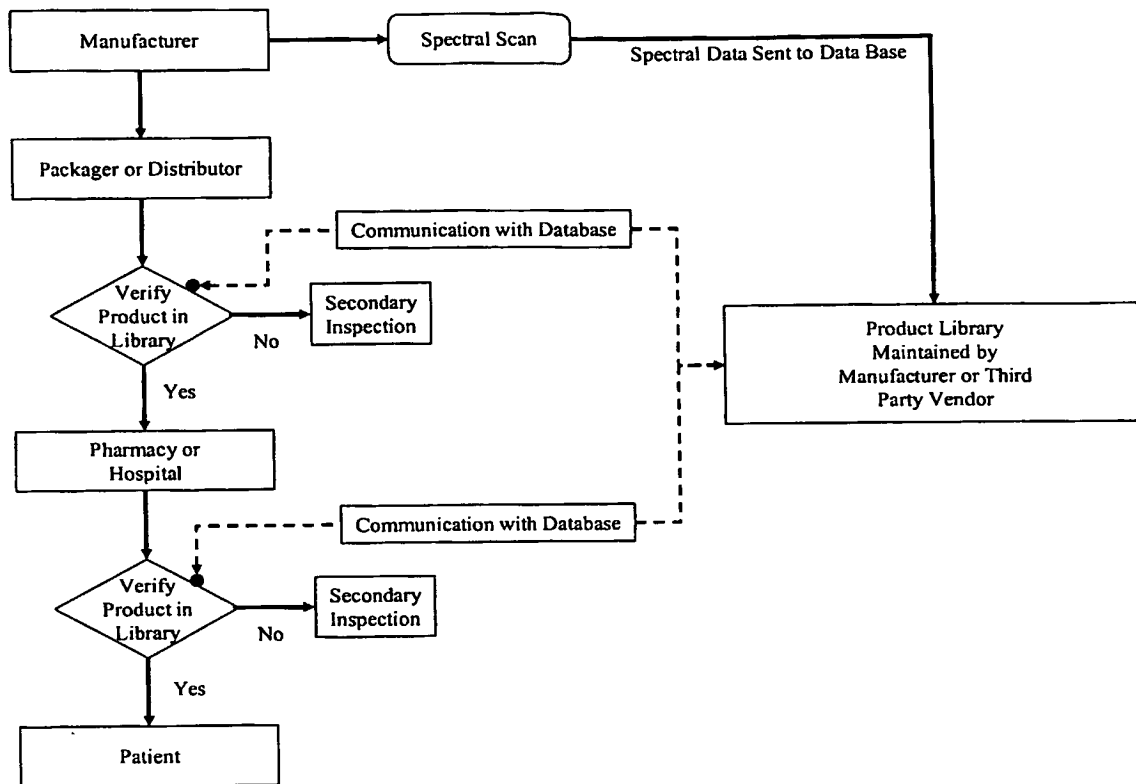 Manufacturer
Spectral Scan
Spectral Data Sent to Data Base
Packager or Distributor
Communication with Database
Verify
Product in
Library
No
Secondary
Inspection
Product Library
Maintained by
Manufacturer or Third
Party Vendor
Yes
Pharmacy or
Hospital
Communication with Database
Verify
Product in
Library
No
Secondary
Inspection
Yes
Patient